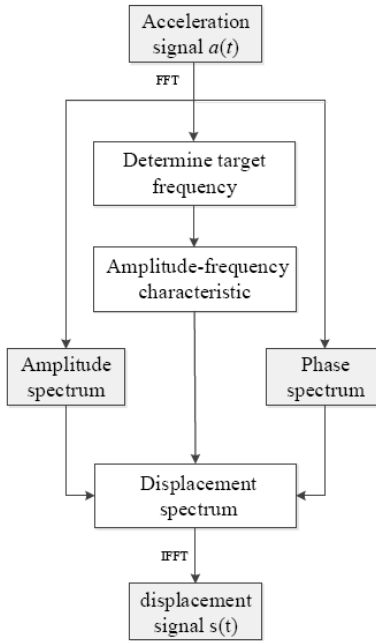 Acceleration
signal a(t)
FFT
Determine target
frequency
Amplitude-frequency
characteristic
Amplitude
spectrum
Phase
spectrum
Displacement
spectrum
IFFT
displacement
signal s(t)